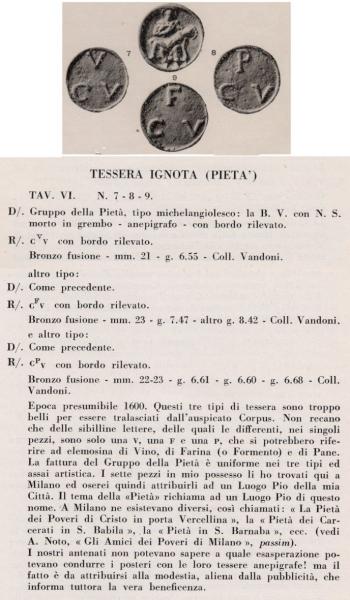 7
8
9
V
C V
P
C V
F
C V
TESSERA IGNOTA (PIETA')
TAV. VI. N. 7 - 8 - 9.
D/. Gruppo della Pietà, tipo michelangiolesco: la B. V. con N. S.
morto in grembo - anepigrafo - con bordo rilevato.
R/. CVV con bordo rilevato.
Bronzo fusione - mm. 21 - g. 6.55 - Coll. Vandoni.
altro tipo:
D/. Come precedente.
R/. CFV con bordo rilevato.
Bronzo fusione - mm. 23 - g. 7.47 - altro g. 8.42 - Coll. Vandoni.
e altro tipo:
D/. Come precedente.
R/. CPV con bordo rilevato.
Bronzo fusione - mm. 22-23 - g. 6.61 - g. 6.60 - g. 6.68 - Coll.
Vandoni.
Epoca presumibile 1600. Questi tre tipi di tessera sono troppo
belli per essere tralasciati dall'auspicato Corpus. Non recano
che delle sibilline lettere, delle quali le differenti, nei singoli
pezzi, sono solo una V, una F e una P, che si potrebbero riferi-
re ad elemosina di Vino, di Farina (o Formento) e di Pane.
La fattura del Gruppo della Pietà è uniforme nei tre tipi ed
assai artistica. I sette pezzi in mio possesso li ho trovati qui a
Milano ed oserei quindi attribuirli ad un Luogo Pio della mia
Città. Il tema della «Pietà» richiama ad un Luogo Pio di questo
nome. A Milano ne esistevano diversi, così chiamati: « La Pietà
dei Poveri di Cristo in porta Vercellina », la « Pietà dei Car-
cerati in S. Babila », la « Pietà in S. Barnaba », ecc. (vedi
A. Noto, « Gli Amici dei Poveri di Milano », passim).
I nostri antenati non potevano sapere a quale esasperazione po-
tevano condurre i posteri con le loro tessere anepigrafe! ma il
fatto è da attribuirsi alla modestia, aliena dalla pubblicità, che
informa tuttora la vera beneficenza.